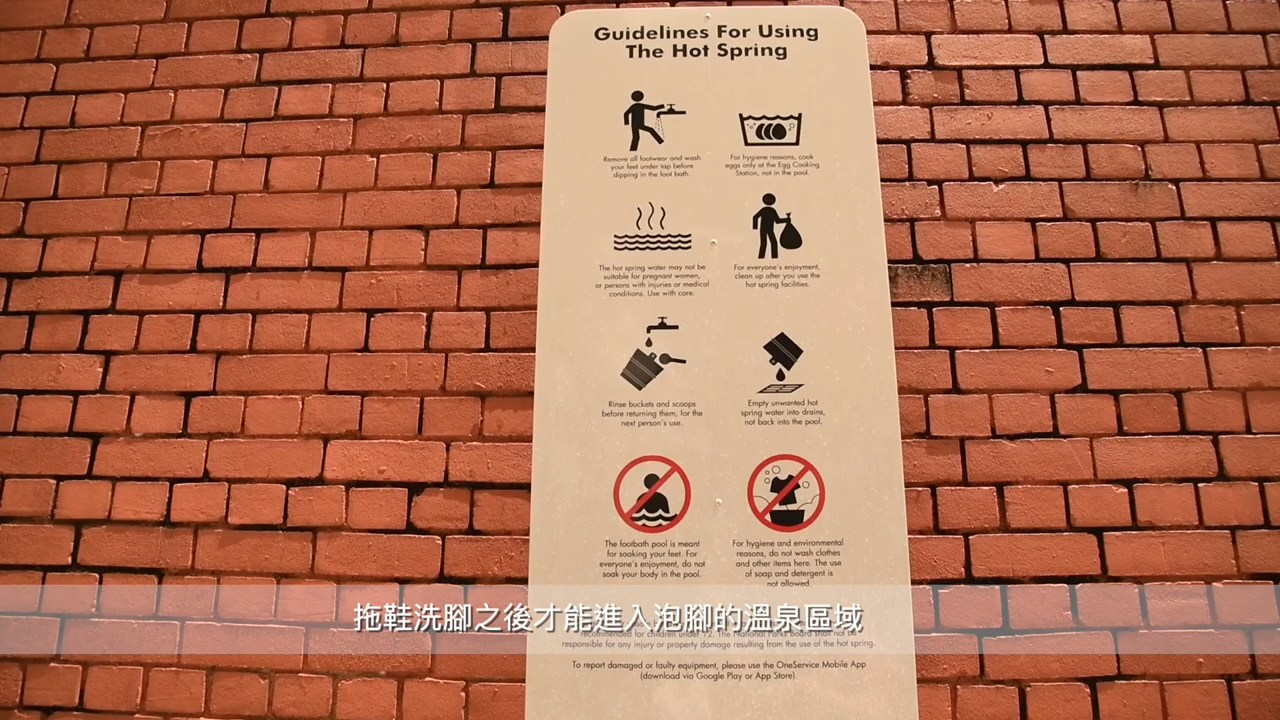 Guidelines For Using
The Hot Spring
Remove all footwear and wash
your feet under tap before
dipping in the foot bath.
For hygiene reasons, cook
eggs only at the Egg Cooking
Station, not in the pool.
The hot spring water may not be
suitable for pregnant women,
or persons with injuries or medical
conditions. Use with care.
For everyone's enjoyment,
clean up after you use the
hot spring facilities.
Rinse buckets and scoops
before returning them, for the
next person's use.
Empty unwanted hot
spring water into drains,
not back into the pool.
The footbath pool is meant
for soaking your feet. For
everyone's enjoyment, do not
soak your body in the pool.
For hygiene and environmental
reasons, do not wash clothes
and other items here. The use
of soap and detergent is
not allowed.
拖鞋洗腳之後才能進入泡腳的溫泉區域
recommended for children under 12. The National Parks Board shall not be
responsible for any injury or property damage resulting from the use of the hot spring.
To report damaged or faulty equipment, please use the OneService Mobile App
(download via Google Play or App Store).